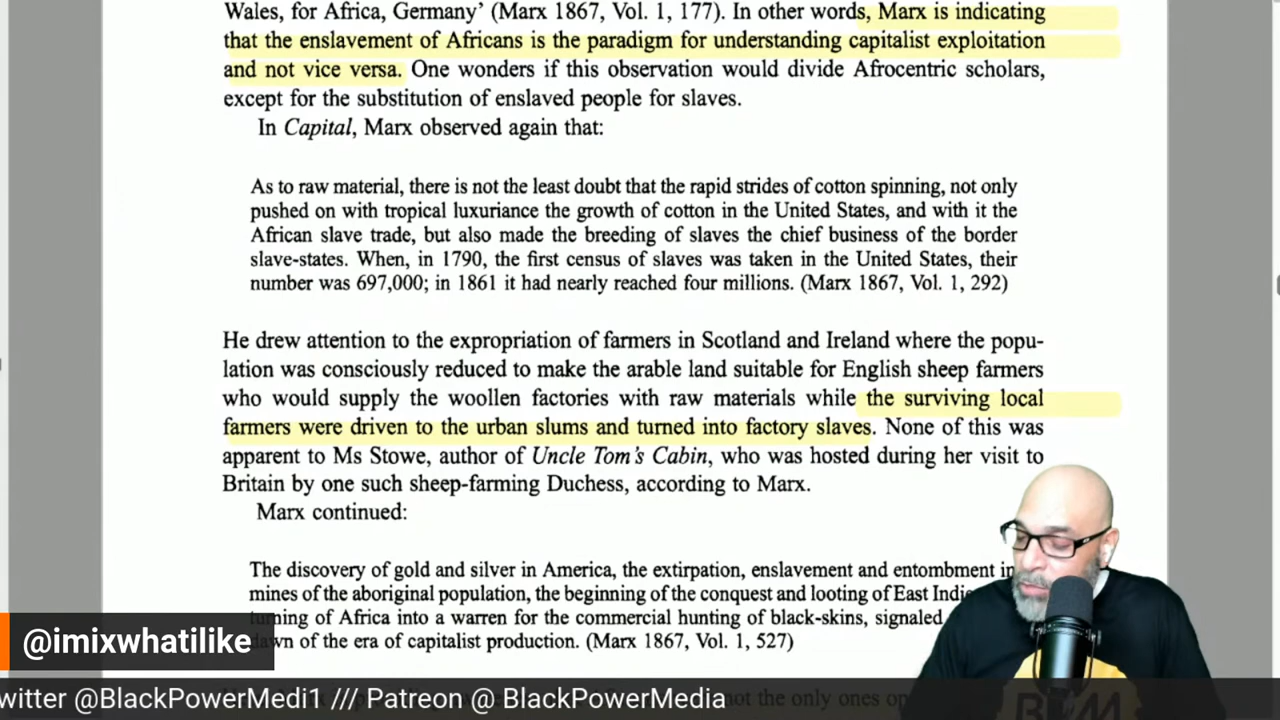 Wales, for Africa, Germany’ (Marx 1867, Vol. 1, 177). In other words, Marx is indicating
that the enslavement of Africans is the paradigm for understanding capitalist exploitation
and not vice versa. One wonders if this observation would divide Afrocentric scholars,
except for the substitution of enslaved people for slaves.
In Capital, Marx observed again that:
As to raw material, there is not the least doubt that the rapid strides of cotton spinning, not only
pushed on with tropical luxuriance the growth of cotton in the United States, and with it the
African slave trade, but also made the breeding of slaves the chief business of the border
slave-states. When, in 1790, the first census of slaves was taken in the United States, their
number was 697,000; in 1861 it had nearly reached four millions. (Marx 1867, Vol. 1, 292)
He drew attention to the expropriation of farmers in Scotland and Ireland where the popu-
lation was consciously reduced to make the arable land suitable for English sheep farmers
who would supply the woollen factories with raw materials while the surviving local
farmers were driven to the urban slums and turned into factory slaves. None of this was
apparent to Ms Stowe, author of Uncle Tom’s Cabin, who was hosted during her visit to
Britain by one such sheep-farming Duchess, according to Marx.
Marx continued:
The discovery of gold and silver in America, the extirpation, enslavement and entombment in
mines of the aboriginal population, the beginning of the conquest and looting of East
turning of Africa into a warren for the commercial hunting of black-skins, signaled
dawn of the era of capitalist production. (Marx 1867, Vol. 1, 527)
@imixwhatilike
witter @BlackPowerMedi1 /// Patreon @ BlackPowerMedia
not the only ones